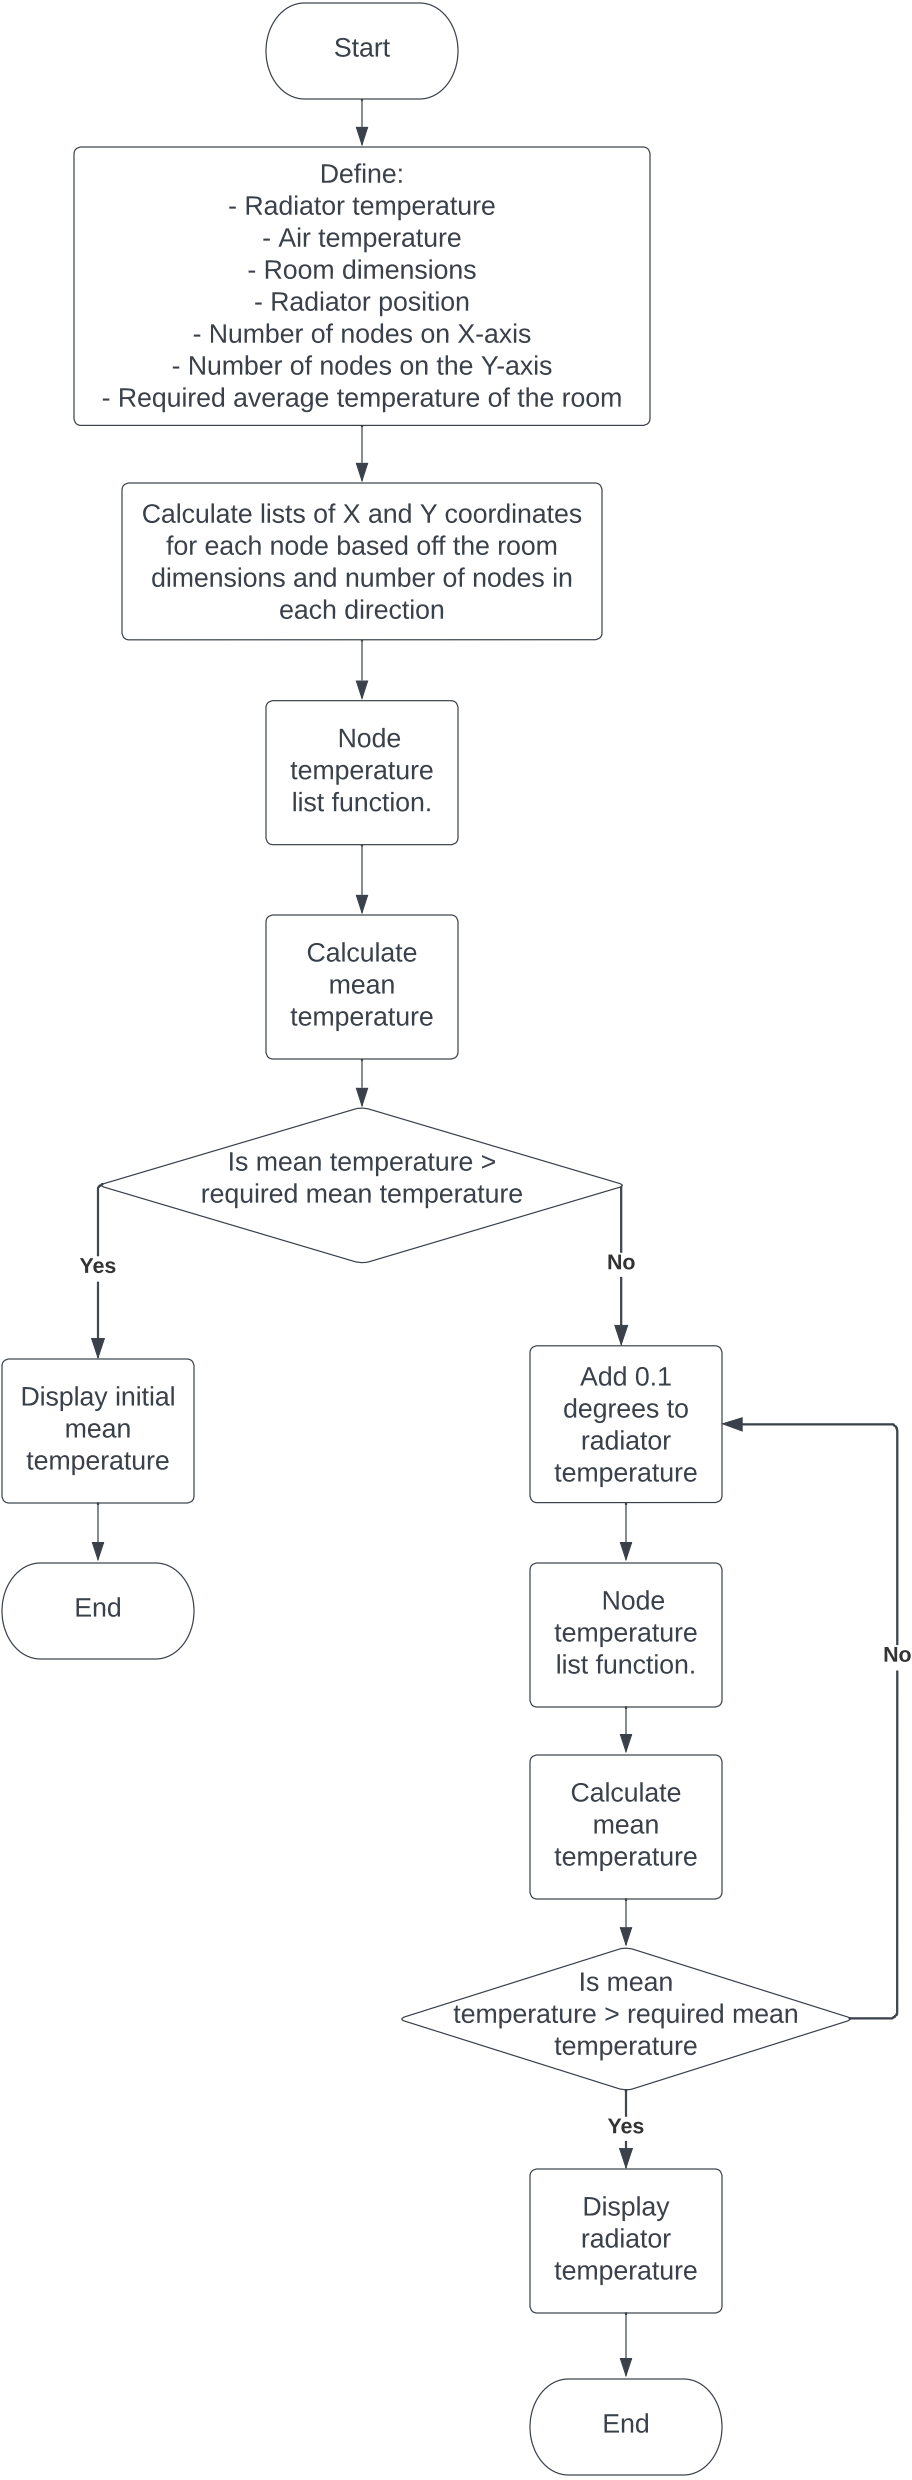 Start
Define:
- Radiator temperature
- Air temperature
- Room dimensions
- Radiator position
- Number of nodes on X-axis
- Number of nodes on the Y-axis
- Required average temperature of the room
Calculate lists of X and Y coordinates
for each node based off the room
dimensions and number of nodes in
each direction
Node
temperature
list function.
Calculate
mean
temperature
Is mean temperature >
required mean temperature
Yes
No
Display initial
mean
temperature
End
Add 0.1
degrees to
radiator
temperature
Node
temperature
list function.
No
Calculate
mean
temperature
Is mean
temperature > required mean
temperature
Yes
Display
radiator
temperature
End